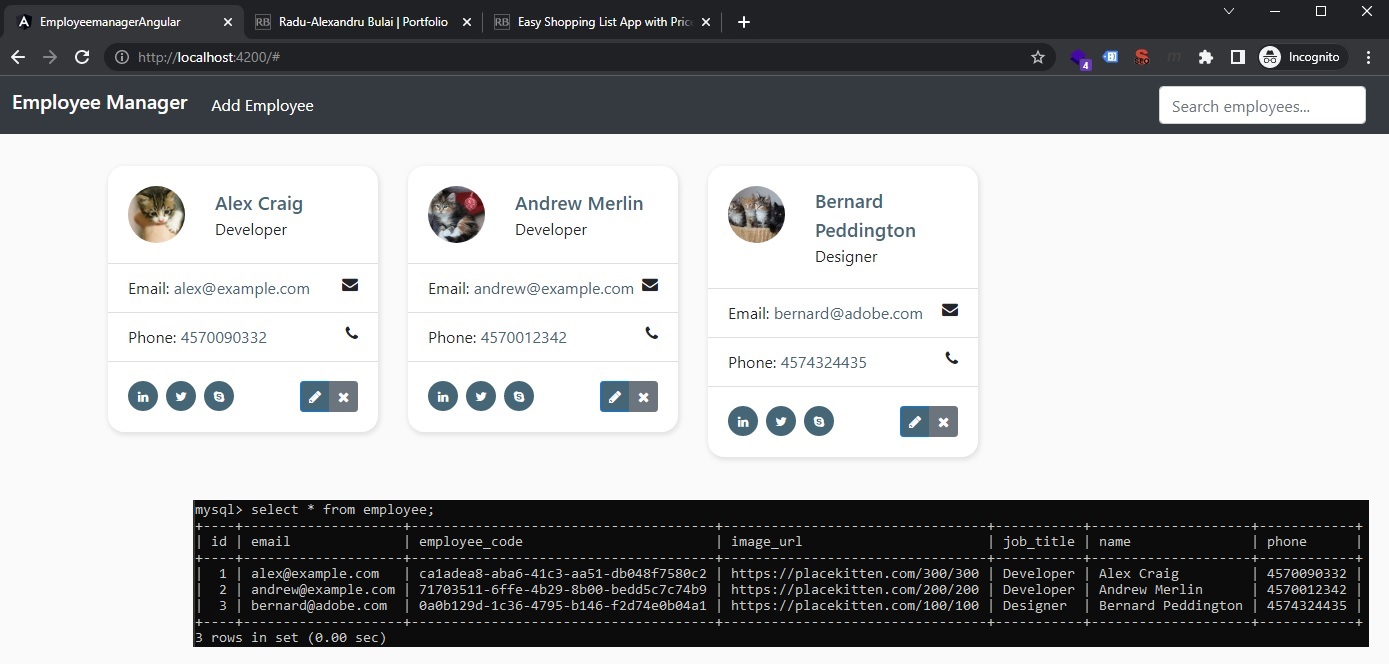 EmployeemanagerAngular
Radu-Alexandru Bulai | Portfolio
Easy Shopping List App with Price
http://localhost:4200/#
4
Incognito
Employee Manager
Add Employee
Search employees...
Alex Craig
Developer
Email: alex@example.com
Phone: 4570090332
Andrew Merlin
Developer
Email: andrew@example.com
Phone: 4570012342
Bernard
Peddington
Designer
Email: bernard@adobe.com
Phone: 4574324435
mysql> select * from employee;
+----+--------------------+--------------------------------------+---------------------------------+-----------+--------------------+------------+
| id | email | employee_code | image_url | job_title | name | phone |
+----+--------------------+--------------------------------------+---------------------------------+-----------+--------------------+------------+
| 1 | alex@example.com | ca1adea8-aba6-41c3-aa51-db048f7580c2 | https://placekitten.com/300/300 | Developer | Alex Craig | 4570090332 |
| 2 | andrew@example.com | 71703511-6ffe-4b29-8b00-bedd5c7c74b9 | https://placekitten.com/200/200 | Developer | Andrew Merlin | 4570012342 |
| 3 | bernard@adobe.com | 0a0b129d-1c36-4795-b146-f2d74e0b04a1 | https://placekitten.com/100/100 | Designer | Bernard Peddington | 4574324435 |
+----+--------------------+--------------------------------------+---------------------------------+-----------+--------------------+------------+
3 rows in set (0.00 sec)